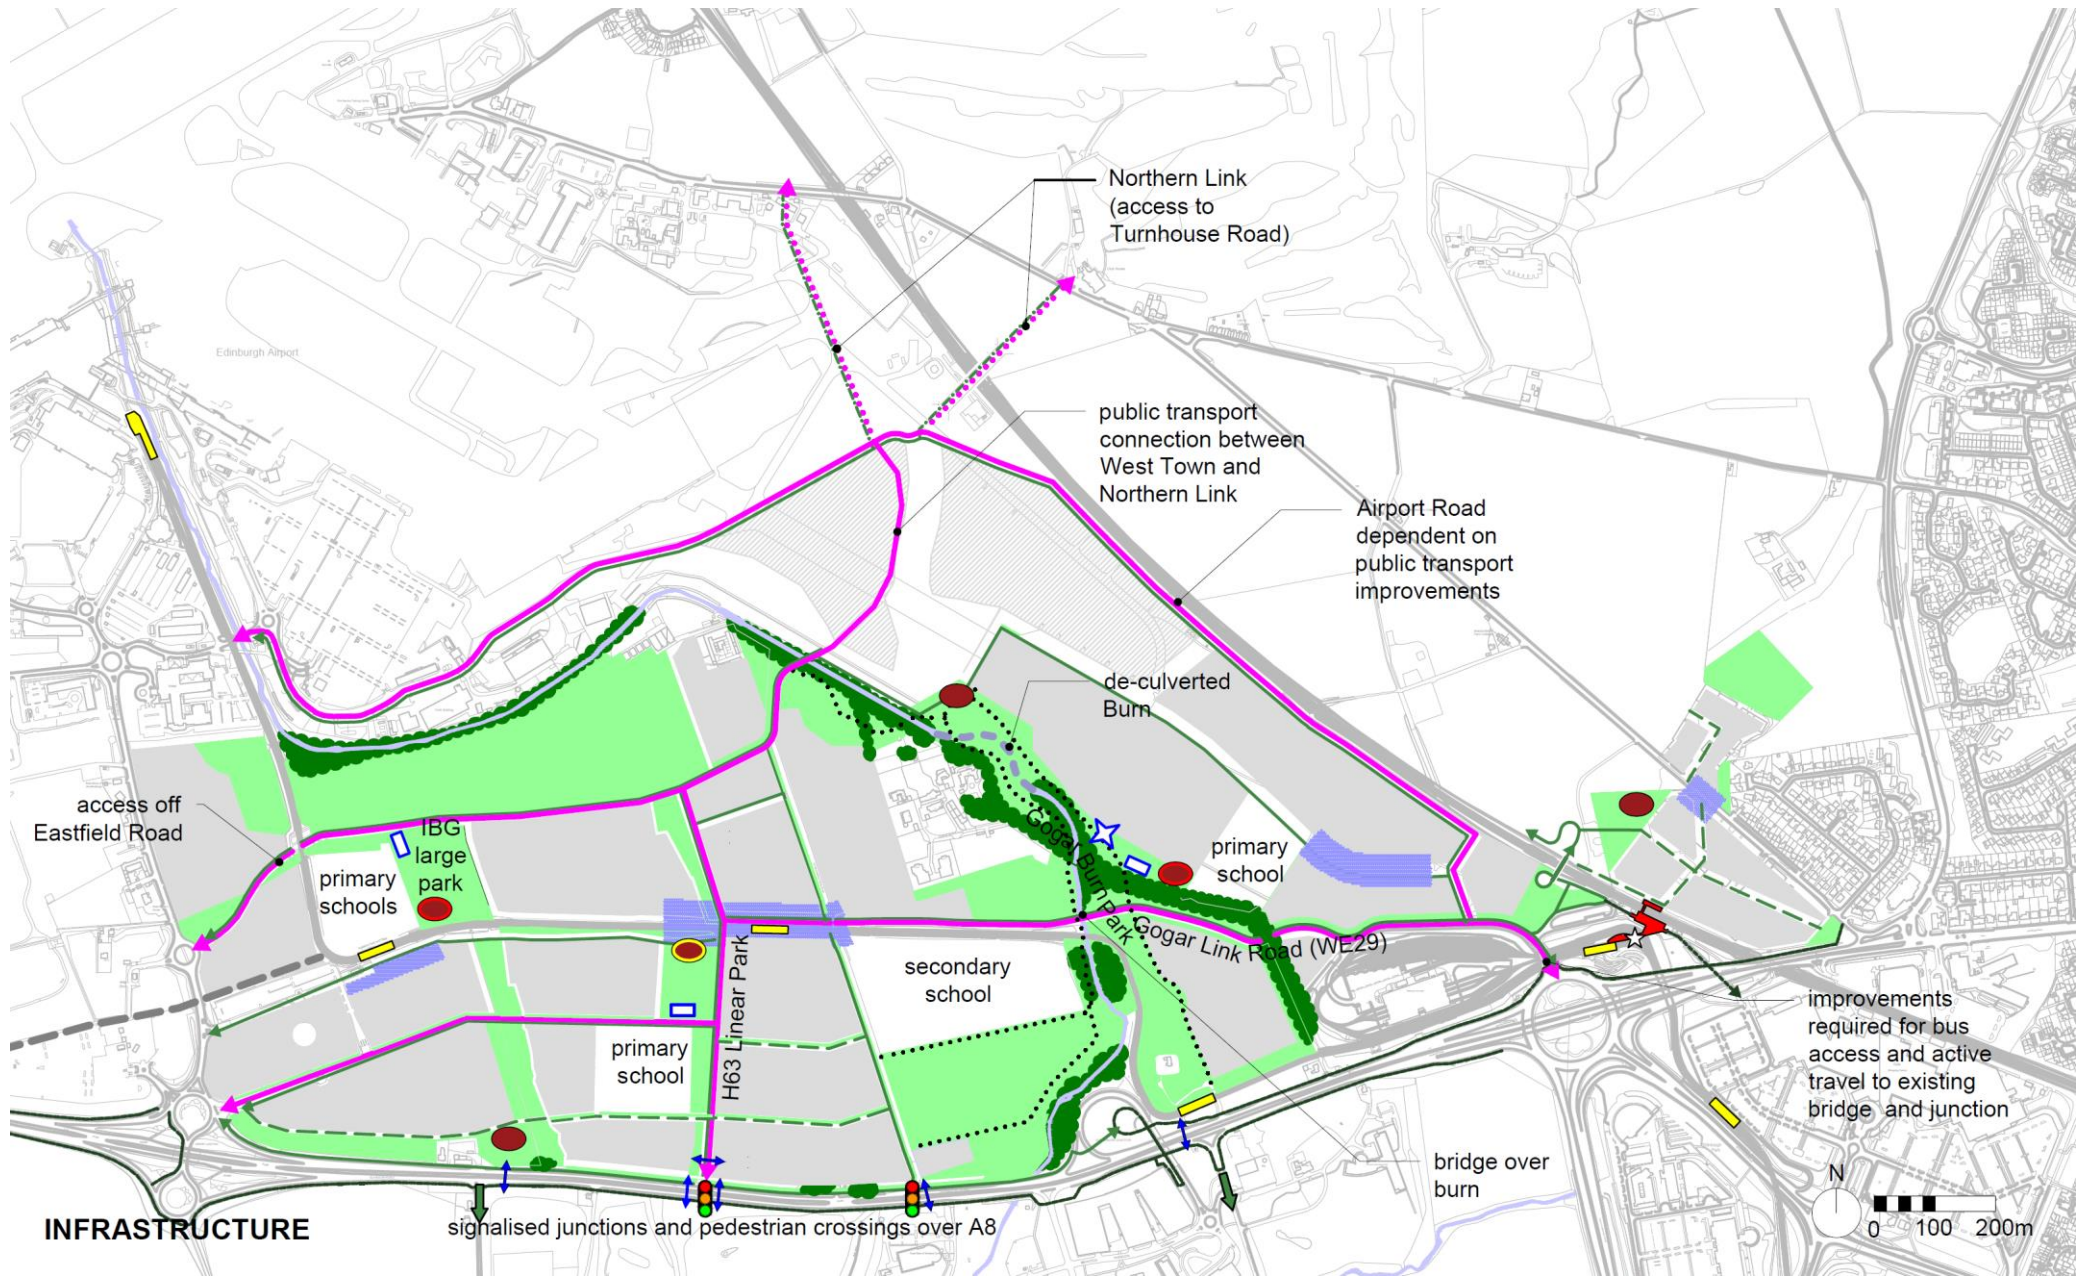 Northern Link
(access to
Turnhouse Road)
Edinburgh Airport
public transport
connection between
West Town and
Northern Link
Airport Road
dependent on
public transport
improvements
de-culverted
Burn
access off
Eastfield Road
IBG
large
park
primary
schools
Gogar Burn Park
primary
school
Gogar Link Road (WE29)
H63 Linear Park
secondary
school
primary
school
improvements
required for bus
access and active
travel to existing
bridge and junction
bridge over
burn
N
0 100 200m
INFRASTRUCTURE
signalised junctions and pedestrian crossings over A8